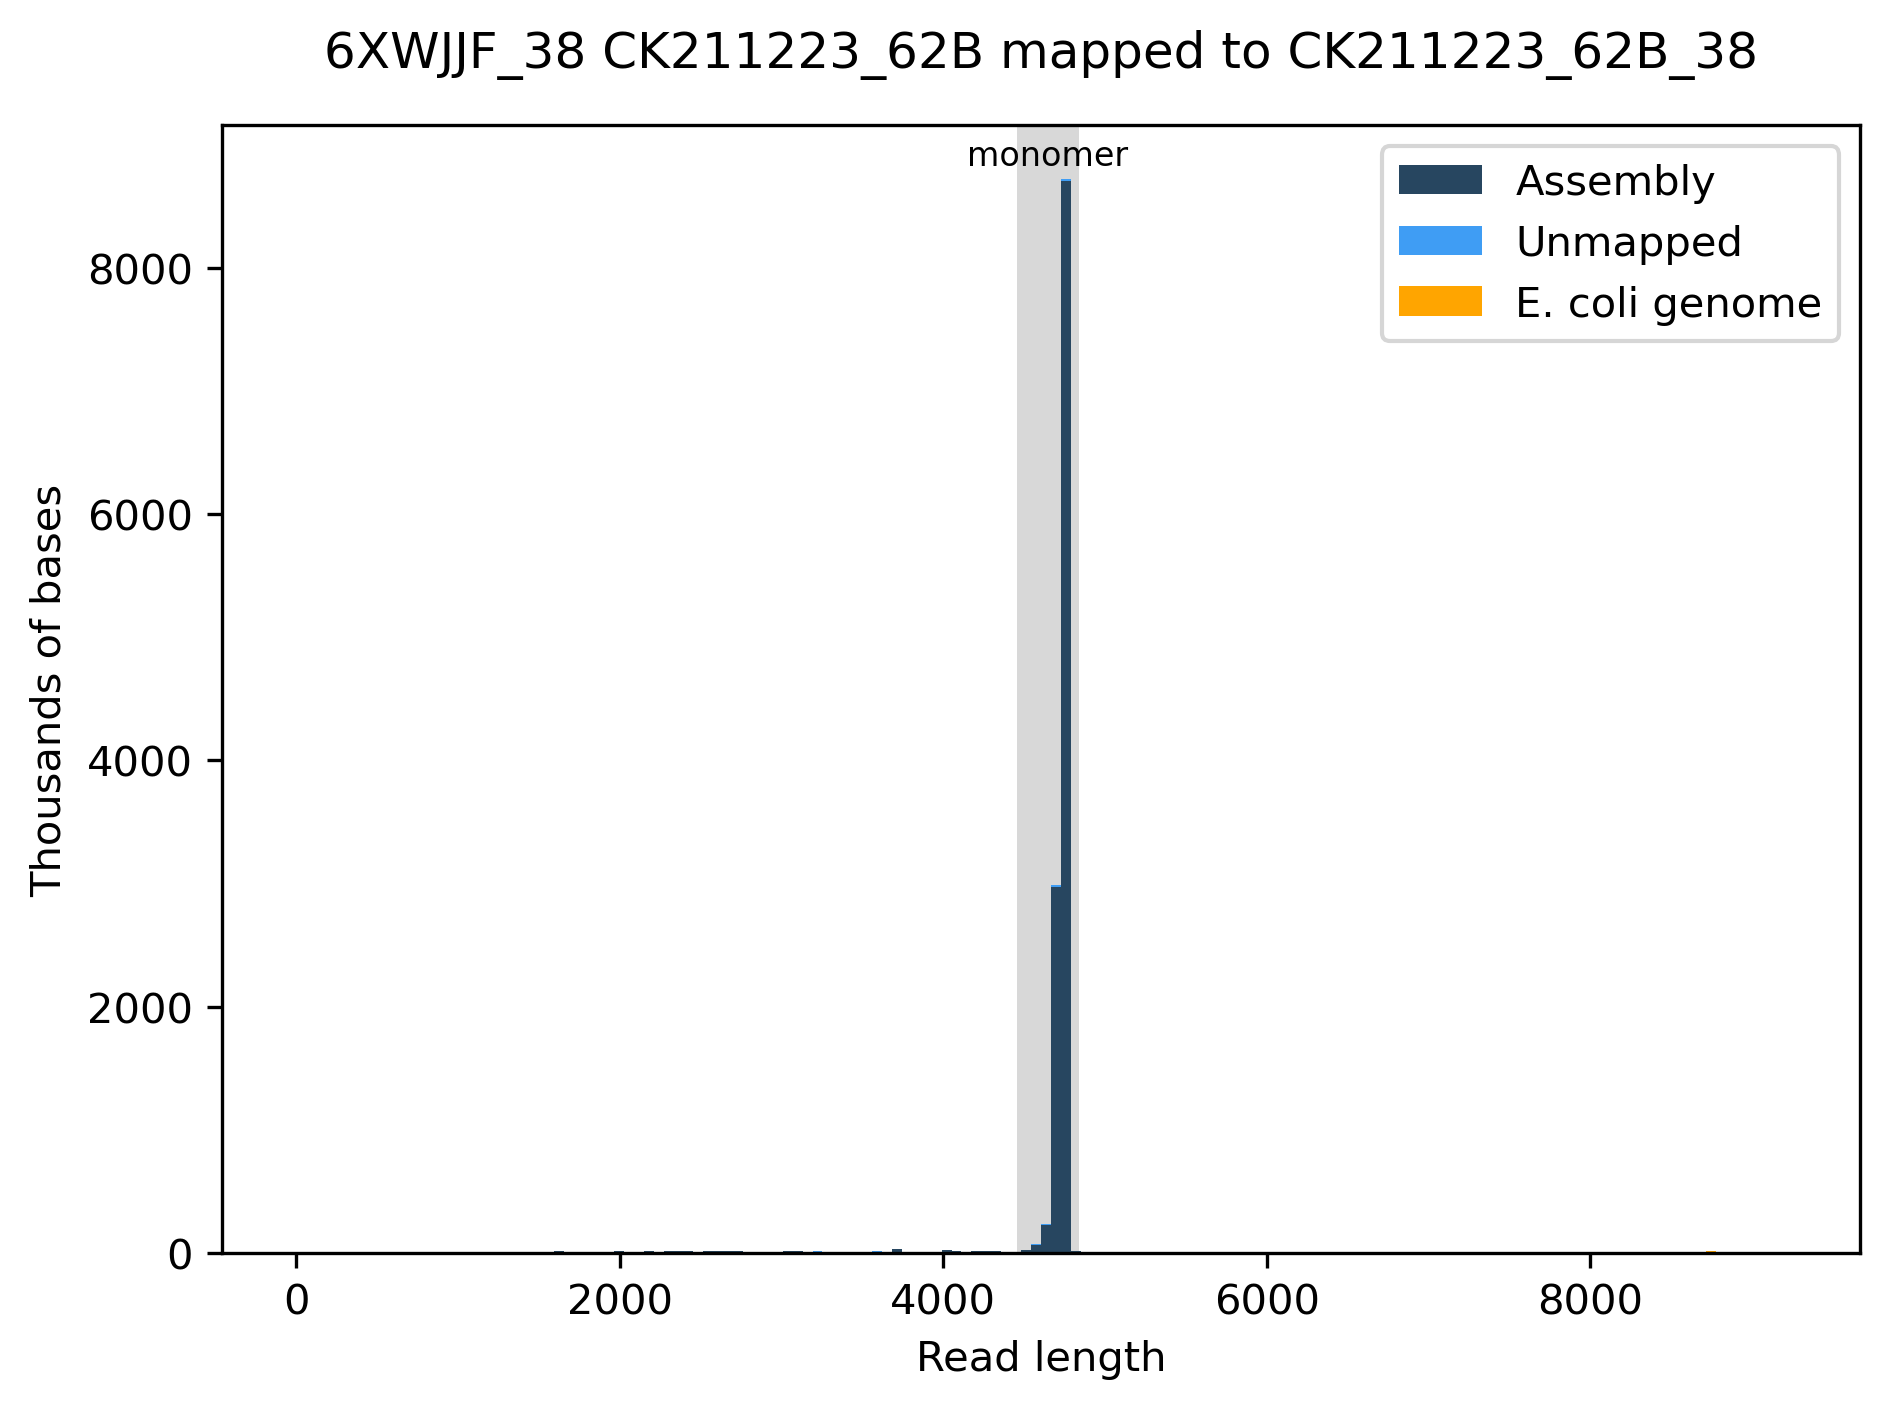 6XWJJF_38 CK211223_62B mapped to CK211223_62B_38
monomer
Assembly
Unmapped
E. coli genome
8000
6000
4000
2000
0
Thousands of bases
0 2000 4000 6000 8000
Read length